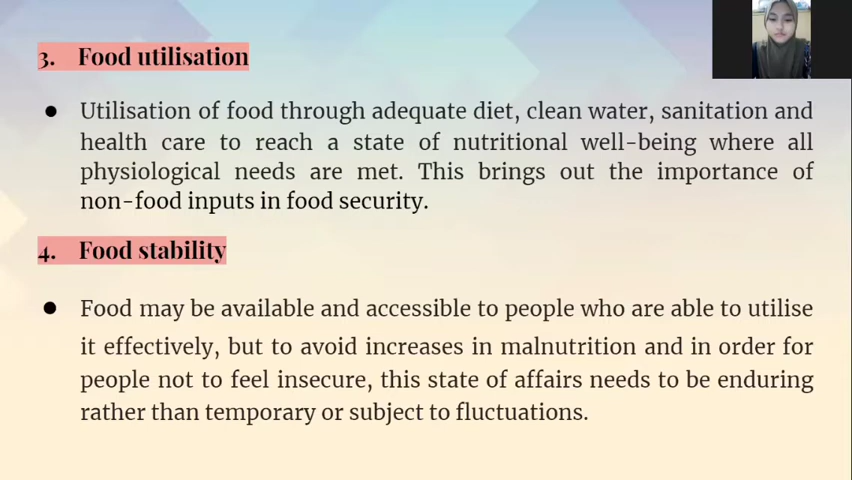 3. Food utilisation
● Utilisation of food through adequate diet, clean water, sanitation and
health care to reach a state of nutritional well-being where all
physiological needs are met. This brings out the importance of
non-food inputs in food security.
4. Food stability
● Food may be available and accessible to people who are able to utilise
it effectively, but to avoid increases in malnutrition and in order for
people not to feel insecure, this state of affairs needs to be enduring
rather than temporary or subject to fluctuations.